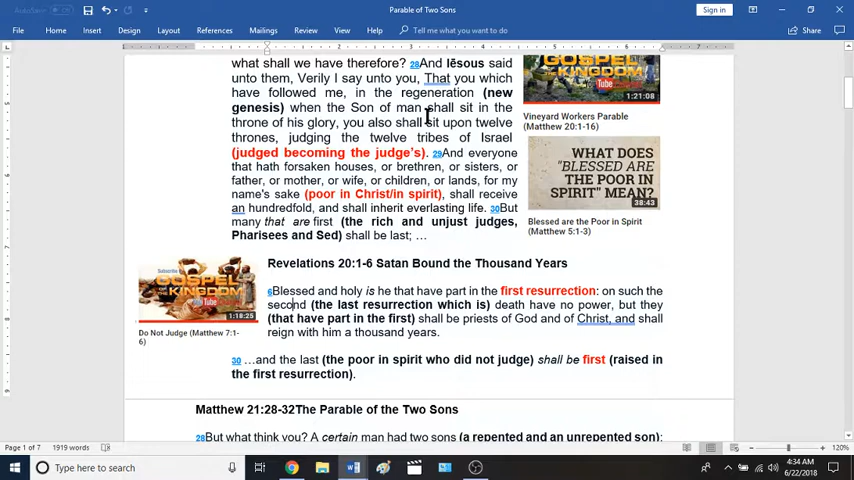 AutoSave
Off
Parable of Two Sons
Sign in
File
Home
Insert
Design
Layout
References
Mailings
Review
View
Help
Tell me what you want to do
Share
what shall we have therefore? 28And Iēsous said
unto them, Verily I say unto you, That you which
have followed me, in the regeneration (new
genesis) when the Son of man shall sit in the
throne of his glory, you also shall sit upon twelve
thrones, judging the twelve tribes of Israel
(judged becoming the judge's). 29And everyone
that hath forsaken houses, or brethren, or sisters, or
father, or mother, or wife, or children, or lands, for my
name's sake (poor in Christ/in spirit), shall receive
an hundredfold, and shall inherit everlasting life. 30But
many that are first (the rich and unjust judges,
Pharisees and Sed) shall be last; …
GOSPEL OF THE
KINGDOM
1:21:08
Vineyard Workers Parable
(Matthew 20:1-16)
WHAT DOES
"BLESSED ARE
THE POOR IN
SPIRIT" MEAN?
38:43
Blessed are the Poor in Spirit
(Matthew 5:1-3)
Revelations 20:1-6 Satan Bound the Thousand Years
6Blessed and holy is he that have part in the first resurrection: on such the
second (the last resurrection which is) death have no power, but they
(that have part in the first) shall be priests of God and of Christ, and shall
reign with him a thousand years.
Subscribe
GOSPEL OF THE
KINGDOM
YouTube
1:18:25
Do Not Judge (Matthew 7:1-
6)
30 …and the last (the poor in spirit who did not judge) shall be first (raised in
the first resurrection).
Matthew 21:28-32The Parable of the Two Sons
28But what think you? A certain man had two sons (a repented and an unrepented son);
Page 1 of 7
1919 words
120%
Type here to search
4:34 AM
6/22/2018